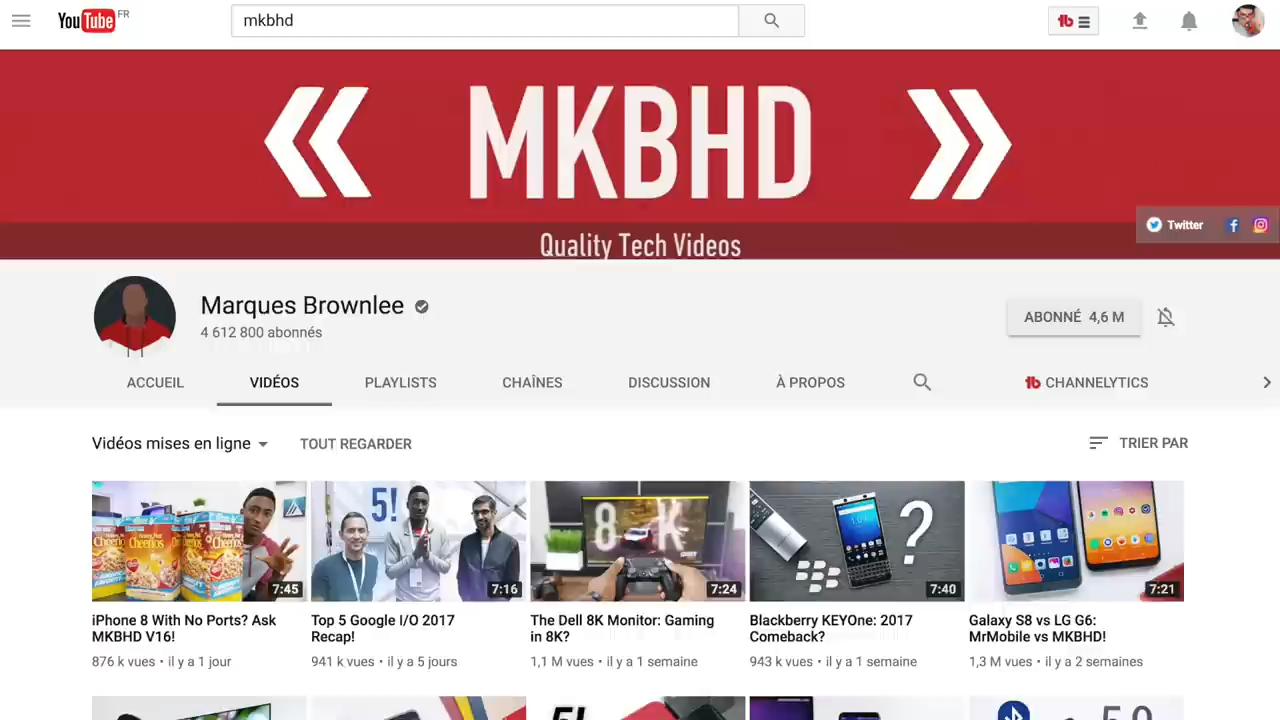 YouTube FR
mkbhd
MKBHD
Twitter
Quality Tech Videos
Marques Brownlee
4 612 800 abonnés
ABONNÉ 4,6 M
ACCUEIL VIDÉOS PLAYLISTS CHAÎNES DISCUSSION À PROPOS CHANNELYTICS
Vidéos mises en ligne TOUT REGARDER TRIER PAR
5!
8K
?
Cheerios
7:45 7:16 7:24 7:40 7:21
iPhone 8 With No Ports? Ask
MKBHD V16!
876 k vues • il y a 1 jour
Top 5 Google I/O 2017
Recap!
941 k vues • il y a 5 jours
The Dell 8K Monitor: Gaming
in 8K?
1,1 M vues • il y a 1 semaine
Blackberry KEYOne: 2017
Comeback?
943 k vues • il y a 1 semaine
Galaxy S8 vs LG G6:
MrMobile vs MKBHD!
1,3 M vues • il y a 2 semaines